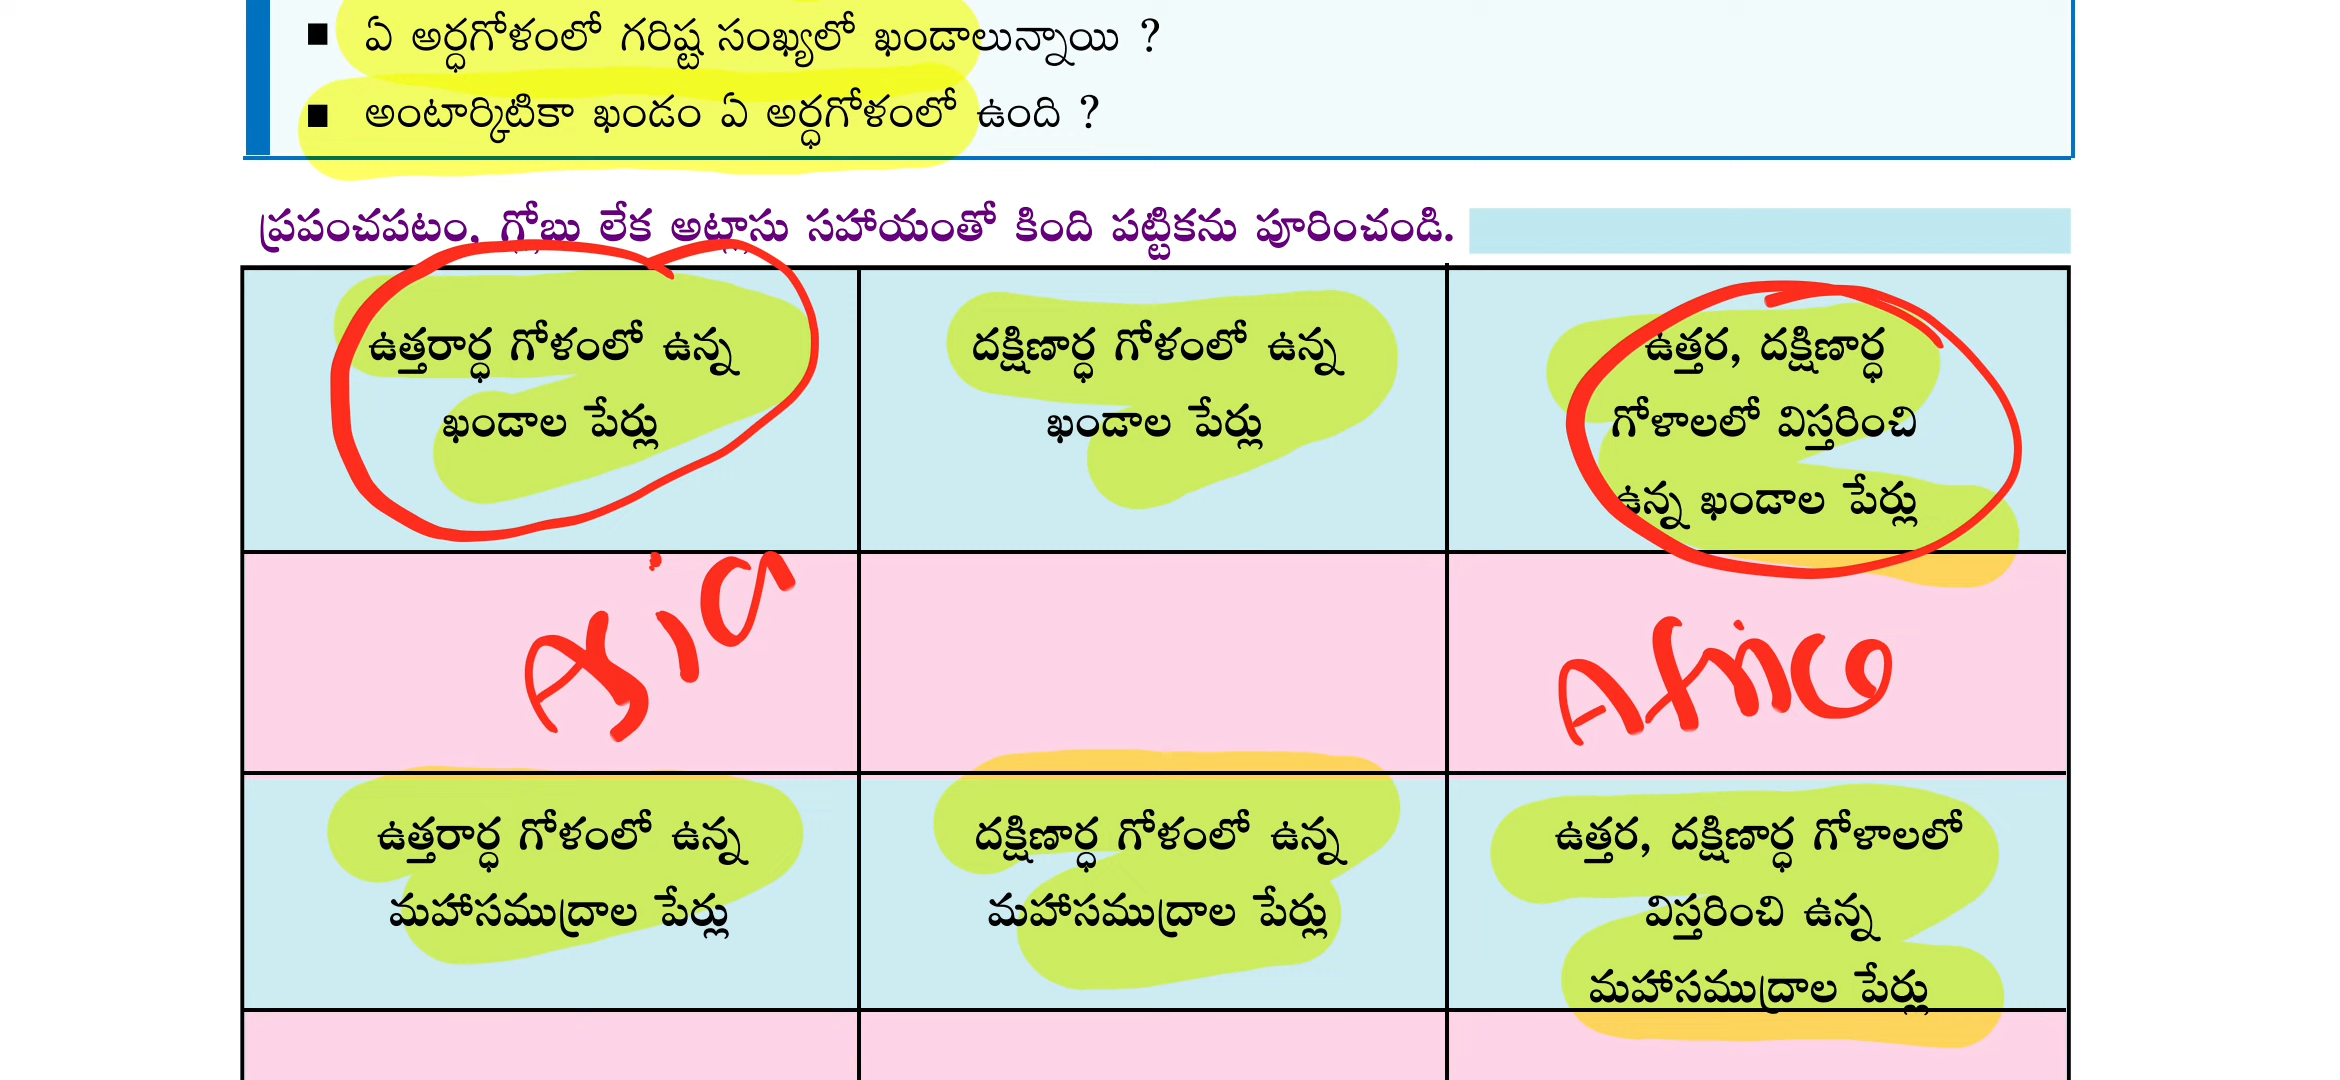 ■ ఏ అర్ధగోళంలో గరిష్ట సంఖ్యలో ఖండాలున్నాయి ?
■ అంటార్కిటికా ఖండం ఏ అర్ధగోళంలో ఉంది ?
ప్రపంచపటం, గ్లోబు లేక అట్లాసు సహాయంతో కింది పట్టికను పూరించండి.
ఉత్తరార్ధ గోళంలో ఉన్న
ఖండాల పేర్లు
దక్షిణార్ధ గోళంలో ఉన్న
ఖండాల పేర్లు
ఉత్తర, దక్షిణార్ధ
గోళాలలో విస్తరించి
ఉన్న ఖండాల పేర్లు
Asia
Africa
ఉత్తరార్ధ గోళంలో ఉన్న
మహాసముద్రాల పేర్లు
దక్షిణార్ధ గోళంలో ఉన్న
మహాసముద్రాల పేర్లు
ఉత్తర, దక్షిణార్ధ గోళాలలో
విస్తరించి ఉన్న
మహాసముద్రాల పేర్లు